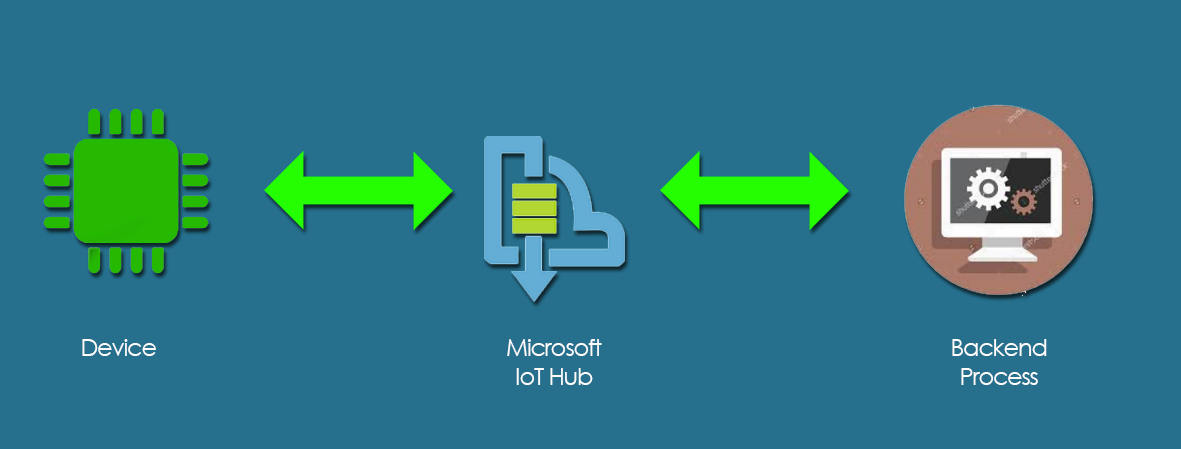 Device
Microsoft
IoT Hub
Backend
Process